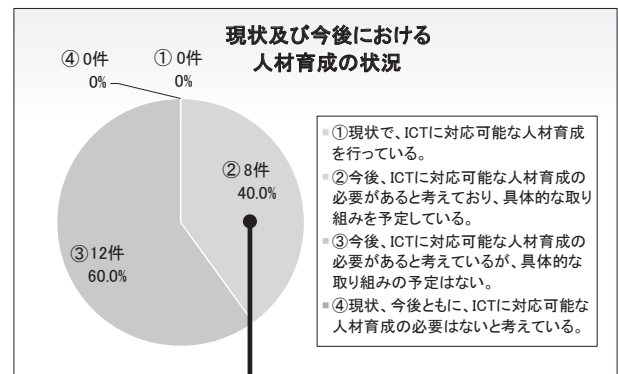 現状及び今後における
人材育成の状況
④0件
0%
①0件
0%
②8件
40.0%
③12件
60.0%
①現状で、ICTに対応可能な人材育成
を行っている。
②今後、ICTに対応可能な人材育成の
必要があると考えており、具体的な取り
組みを予定している。
③今後、ICTに対応可能な人材育成の
必要があると考えているが、具体的な
取り組みの予定はない。
④現状、今後ともに、ICTに対応可能な
人材育成の必要はないと考えている。